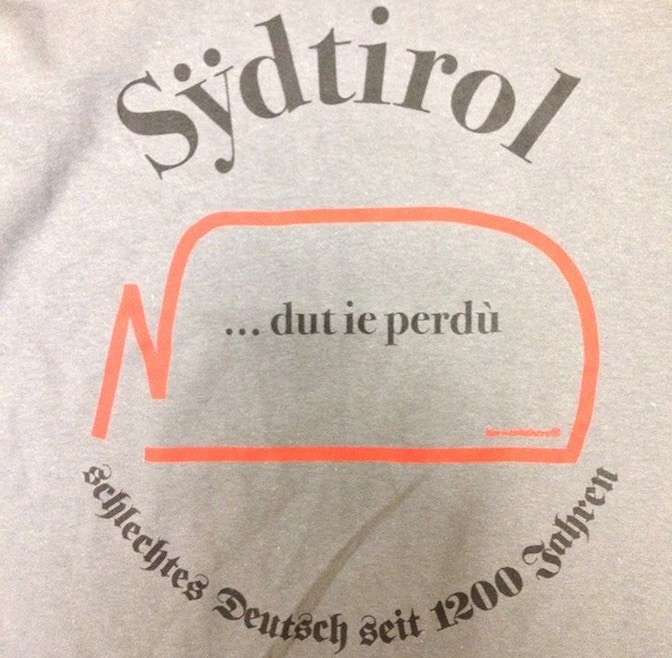 Sÿdtirol
... dut ie perdù
schlechtes Deutsch seit 1200 Jahren